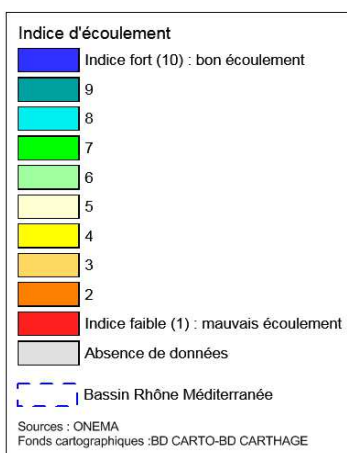 Indice d'écoulement
Indice fort (10) : bon écoulement
9
8
7
6
5
4
3
2
Indice faible (1) : mauvais écoulement
Absence de données
Bassin Rhône Méditerranée
Sources : ONEMA
Fonds cartographiques :BD CARTO-BD CARTHAGE